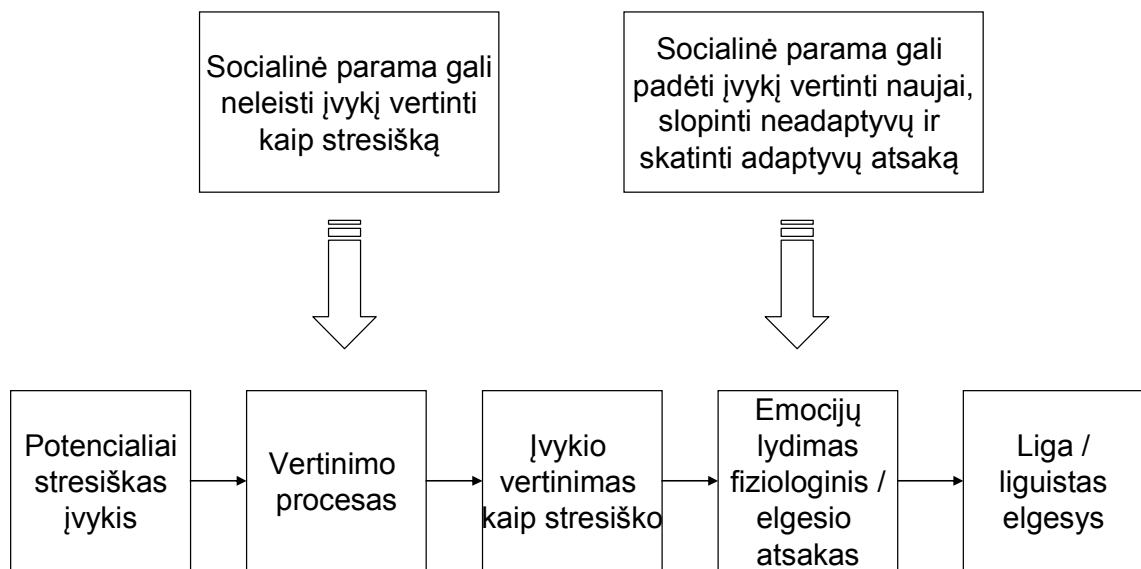 Socialinė parama gali
neleisti įvykį vertinti
kaip stresišką
Socialinė parama gali
padėti įvykį vertinti naujai,
slopinti neadaptyvų ir
skatinti adaptyvų atsaką
Potencialiai
stresiškas
įvykis
Vertinimo
procesas
Įvykio
vertinimas
kaip stresiško
Emocijų
lydimas
fiziologinis /
elgesio
atsakas
Liga /
liguistas
elgesys